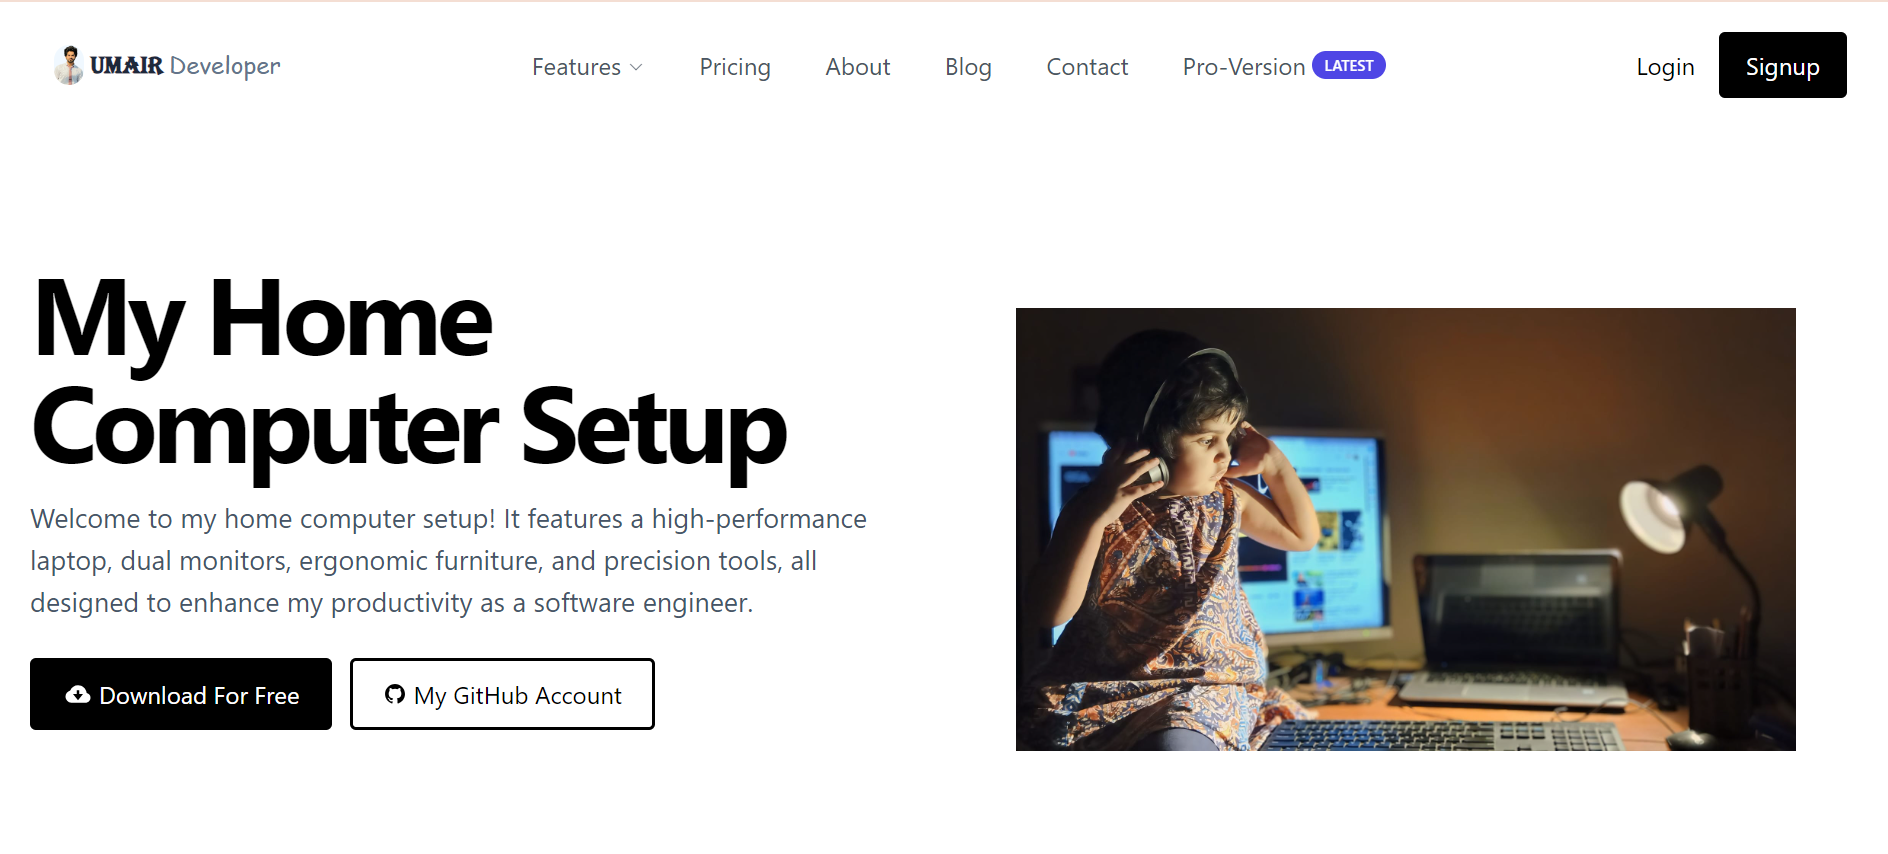 UMAIR Developer
Features
Pricing
About
Blog
Contact
Pro-Version
LATEST
Login
Signup
My Home
Computer Setup
Welcome to my home computer setup! It features a high-performance
laptop, dual monitors, ergonomic furniture, and precision tools, all
designed to enhance my productivity as a software engineer.
Download For Free
My GitHub Account